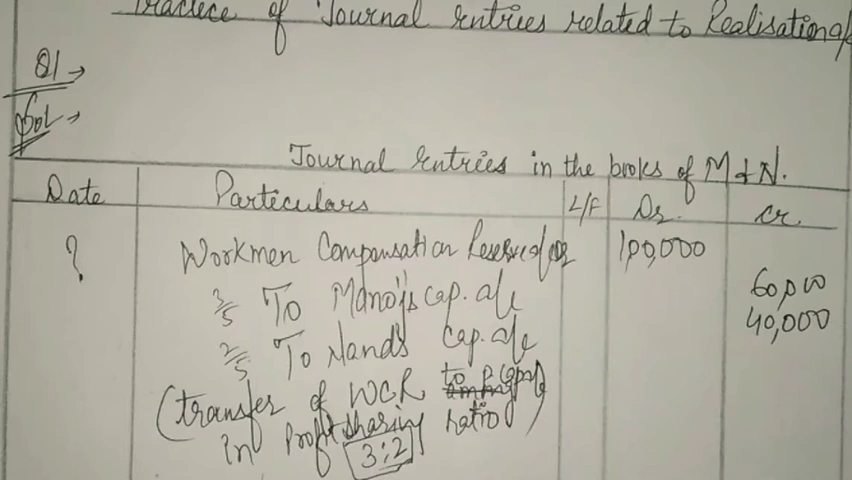 Practice of Journal entries related to Realisation a/c
Q1 →
Sol →
Journal entries in the books of M & N.
Date Particulars L/F Dr. Cr.
? Workmen Compensation Reserve a/c Dr 100,000
3/5 To Manoj's cap. a/c 60,000
2/5 To Nand's Cap. a/c 40,000
(transfer of WCR to
in Profit sharing ratio)
3:2